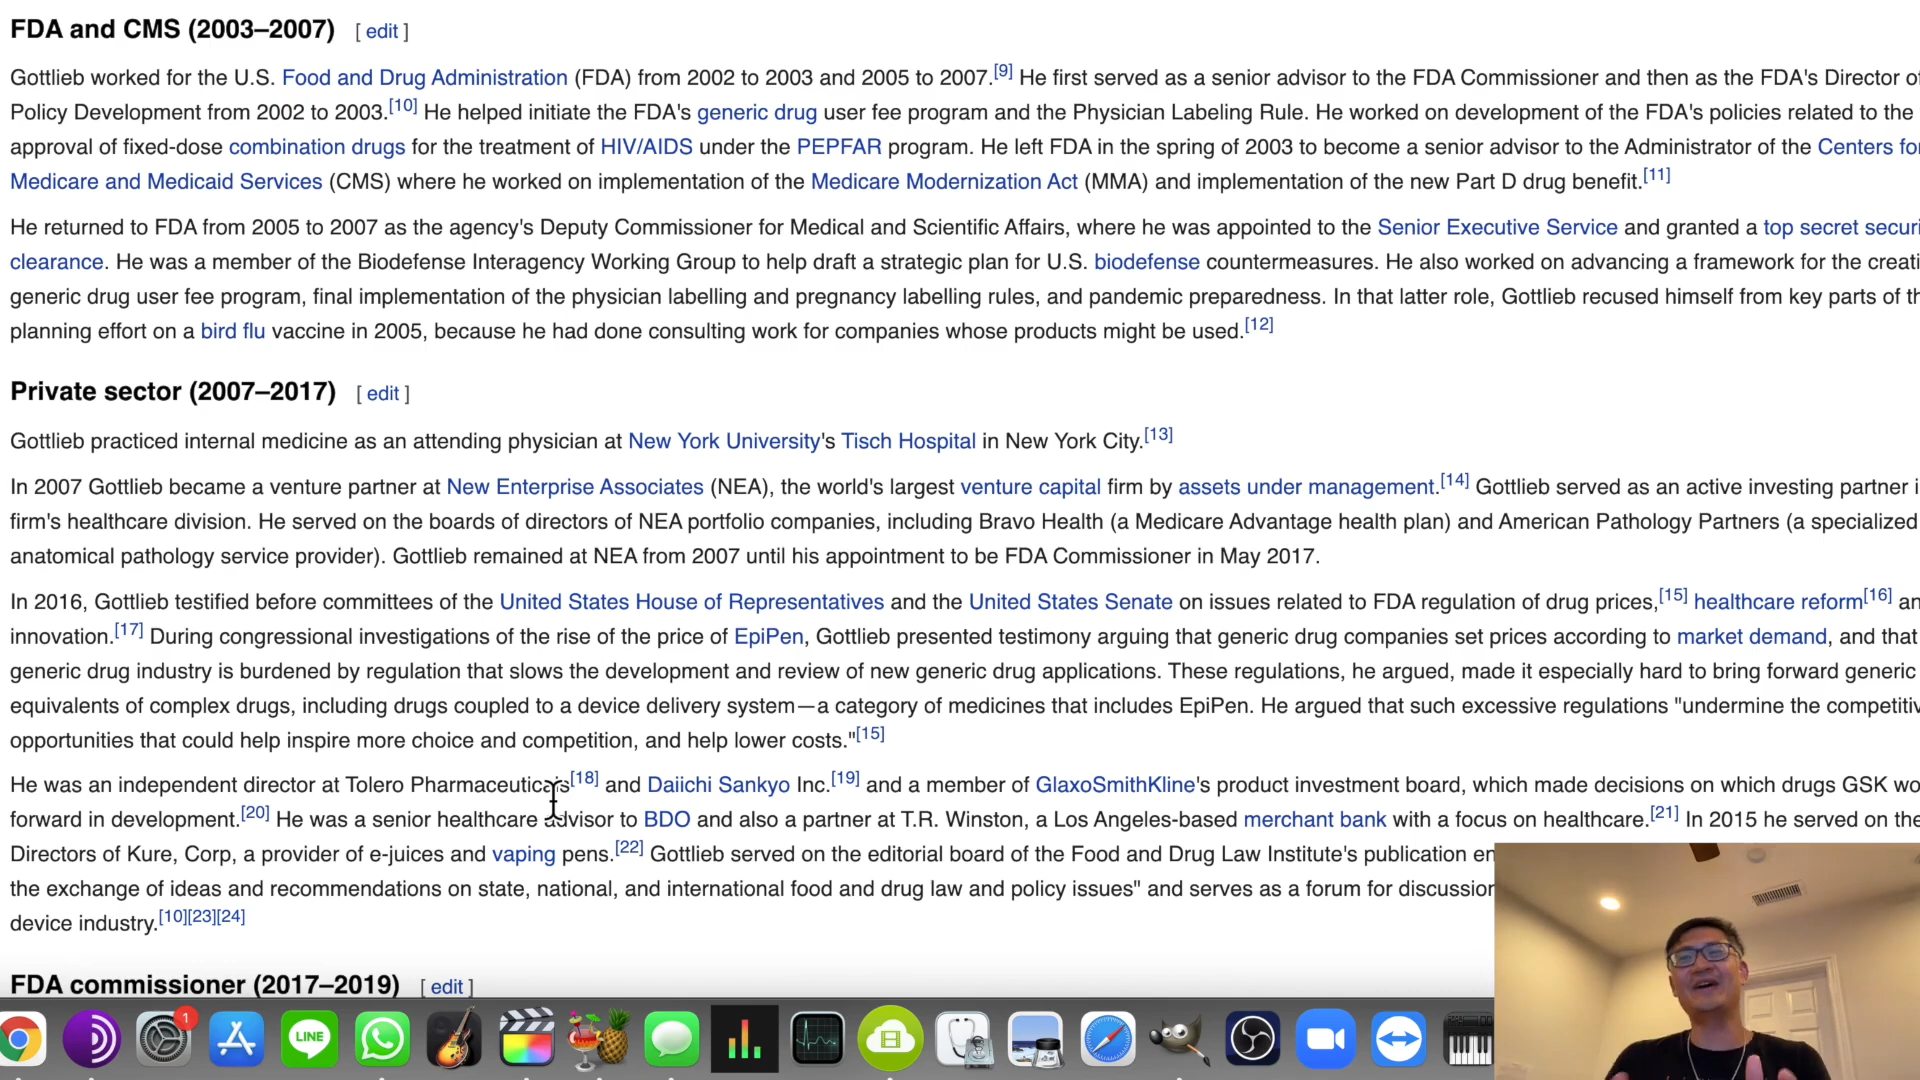 FDA and CMS (2003–2007) [ edit ]
Gottlieb worked for the U.S. Food and Drug Administration (FDA) from 2002 to 2003 and 2005 to 2007.[9] He first served as a senior advisor to the FDA Commissioner and then as the FDA's Director
Policy Development from 2002 to 2003.[10] He helped initiate the FDA's generic drug user fee program and the Physician Labeling Rule. He worked on development of the FDA's policies related to the
approval of fixed-dose combination drugs for the treatment of HIV/AIDS under the PEPFAR program. He left FDA in the spring of 2003 to become a senior advisor to the Administrator of the Centers
Medicare and Medicaid Services (CMS) where he worked on implementation of the Medicare Modernization Act (MMA) and implementation of the new Part D drug benefit.[11]
He returned to FDA from 2005 to 2007 as the agency's Deputy Commissioner for Medical and Scientific Affairs, where he was appointed to the Senior Executive Service and granted a top secret securi
clearance. He was a member of the Biodefense Interagency Working Group to help draft a strategic plan for U.S. biodefense countermeasures. He also worked on advancing a framework for the creati
generic drug user fee program, final implementation of the physician labelling and pregnancy labelling rules, and pandemic preparedness. In that latter role, Gottlieb recused himself from key parts of
planning effort on a bird flu vaccine in 2005, because he had done consulting work for companies whose products might be used.[12]
Private sector (2007–2017) [ edit ]
Gottlieb practiced internal medicine as an attending physician at New York University's Tisch Hospital in New York City.[13]
In 2007 Gottlieb became a venture partner at New Enterprise Associates (NEA), the world's largest venture capital firm by assets under management.[14] Gottlieb served as an active investing partner
firm's healthcare division. He served on the boards of directors of NEA portfolio companies, including Bravo Health (a Medicare Advantage health plan) and American Pathology Partners (a specialized
anatomical pathology service provider). Gottlieb remained at NEA from 2007 until his appointment to be FDA Commissioner in May 2017.
In 2016, Gottlieb testified before committees of the United States House of Representatives and the United States Senate on issues related to FDA regulation of drug prices,[15] healthcare reform[16] an
innovation.[17] During congressional investigations of the rise of the price of EpiPen, Gottlieb presented testimony arguing that generic drug companies set prices according to market demand, and that
generic drug industry is burdened by regulation that slows the development and review of new generic drug applications. These regulations, he argued, made it especially hard to bring forward generic
equivalents of complex drugs, including drugs coupled to a device delivery system—a category of medicines that includes EpiPen. He argued that such excessive regulations "undermine the competitiv
opportunities that could help inspire more choice and competition, and help lower costs."[15]
He was an independent director at Tolero Pharmaceuticals[18] and Daiichi Sankyo Inc.[19] and a member of GlaxoSmithKline's product investment board, which made decisions on which drugs GSK wo
forward in development.[20] He was a senior healthcare advisor to BDO and also a partner at T.R. Winston, a Los Angeles-based merchant bank with a focus on healthcare.[21] In 2015 he served on the
Directors of Kure, Corp, a provider of e-juices and vaping pens.[22] Gottlieb served on the editorial board of the Food and Drug Law Institute's publication en
the exchange of ideas and recommendations on state, national, and international food and drug law and policy issues" and serves as a forum for discussion
device industry.[10][23][24]
FDA commissioner (2017–2019) [ edit ]
1
LINE